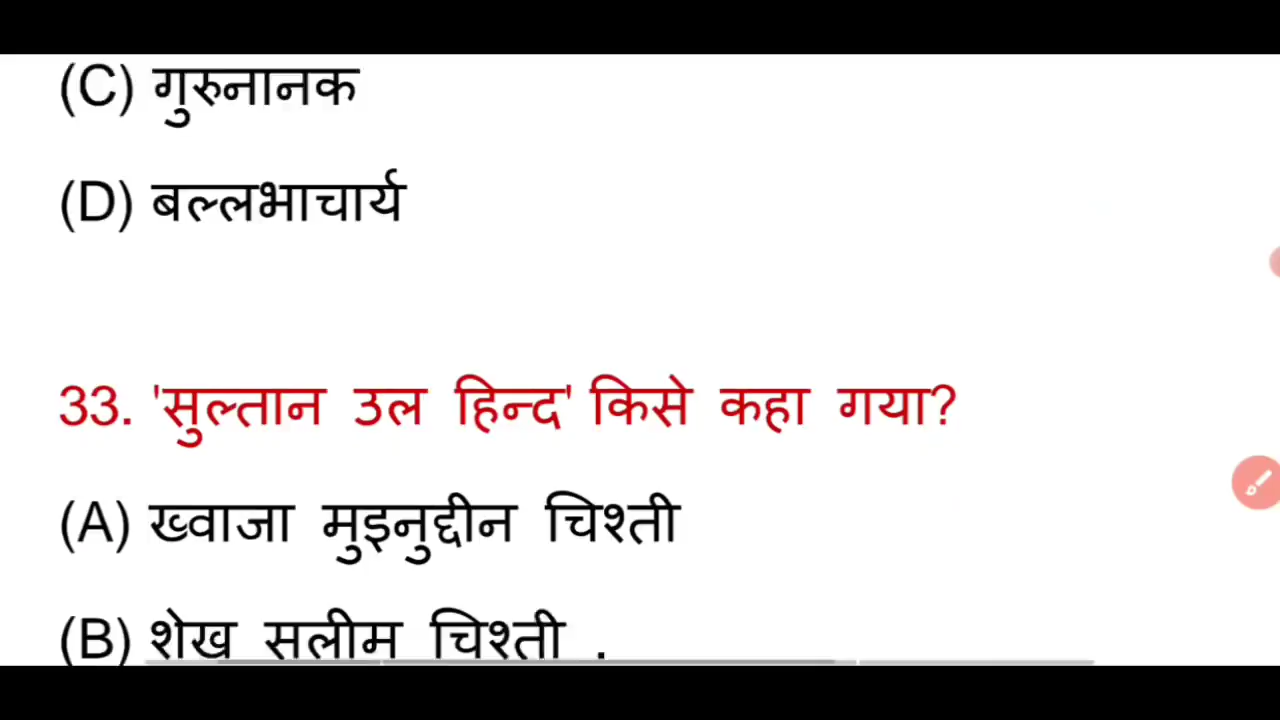 (C) गुरुनानक
(D) बल्लभाचार्य
33. 'सुल्तान उल हिन्द' किसे कहा गया?
(A) ख्वाजा मुइनुद्दीन चिश्ती
(B) शेख सलीम चिश्ती .